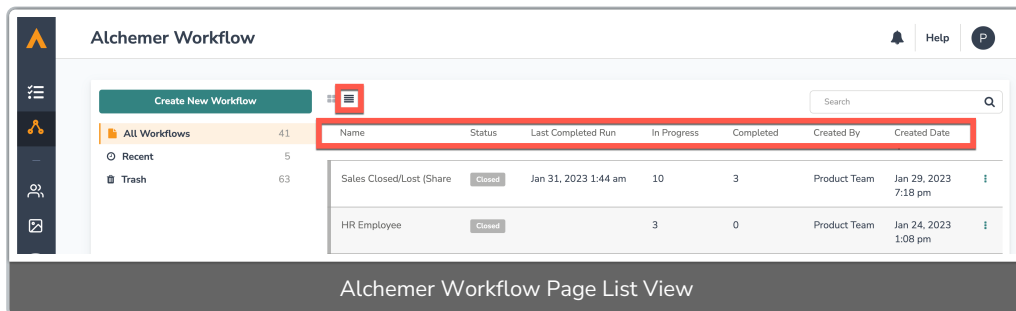 Alchemer Workflow
Help
P
Create New Workflow
Search
All Workflows 41
Recent 5
Trash 63
Name Status Last Completed Run In Progress Completed Created By Created Date
Sales Closed/Lost (Share Closed Jan 31, 2023 1:44 am 10 3 Product Team Jan 29, 2023
7:18 pm
HR Employee Closed 3 0 Product Team Jan 24, 2023
1:08 pm
Alchemer Workflow Page List View